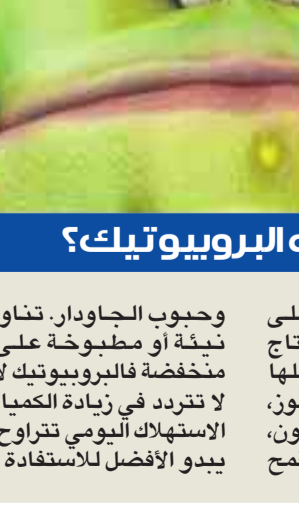 البروبيوتيك؟
لى
تاج
لها
وز،
ون،
مح
وحبوب الجاودار. تناو
نيئة أو مطبوخة على
منخفضة فالبروبيوتيك لا
لا تتردد في زيادة الكميا
الاستهلاك اليومي تتراوح
يبدو الأفضل للاستفادة